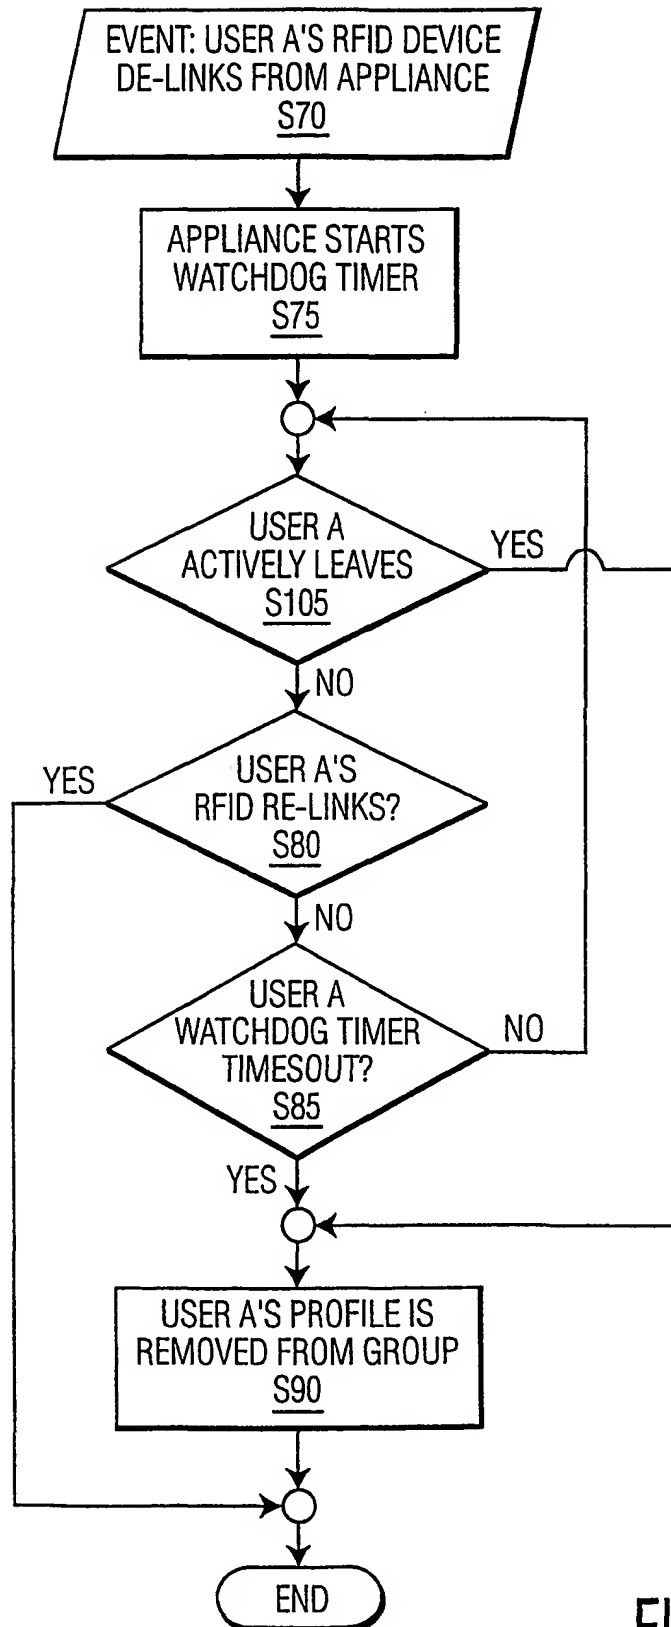 EVENT: USER A'S RFID DEVICE
DE-LINKS FROM APPLIANCE
S70
APPLIANCE STARTS
WATCHDOG TIMER
S75
USER A
ACTIVELY LEAVES
S105
YES
NO
USER A'S
RFID RE-LINKS?
S80
YES
NO
USER A
WATCHDOG TIMER
TIMESOUT?
S85
NO
YES
USER A'S PROFILE IS
REMOVED FROM GROUP
S90
END